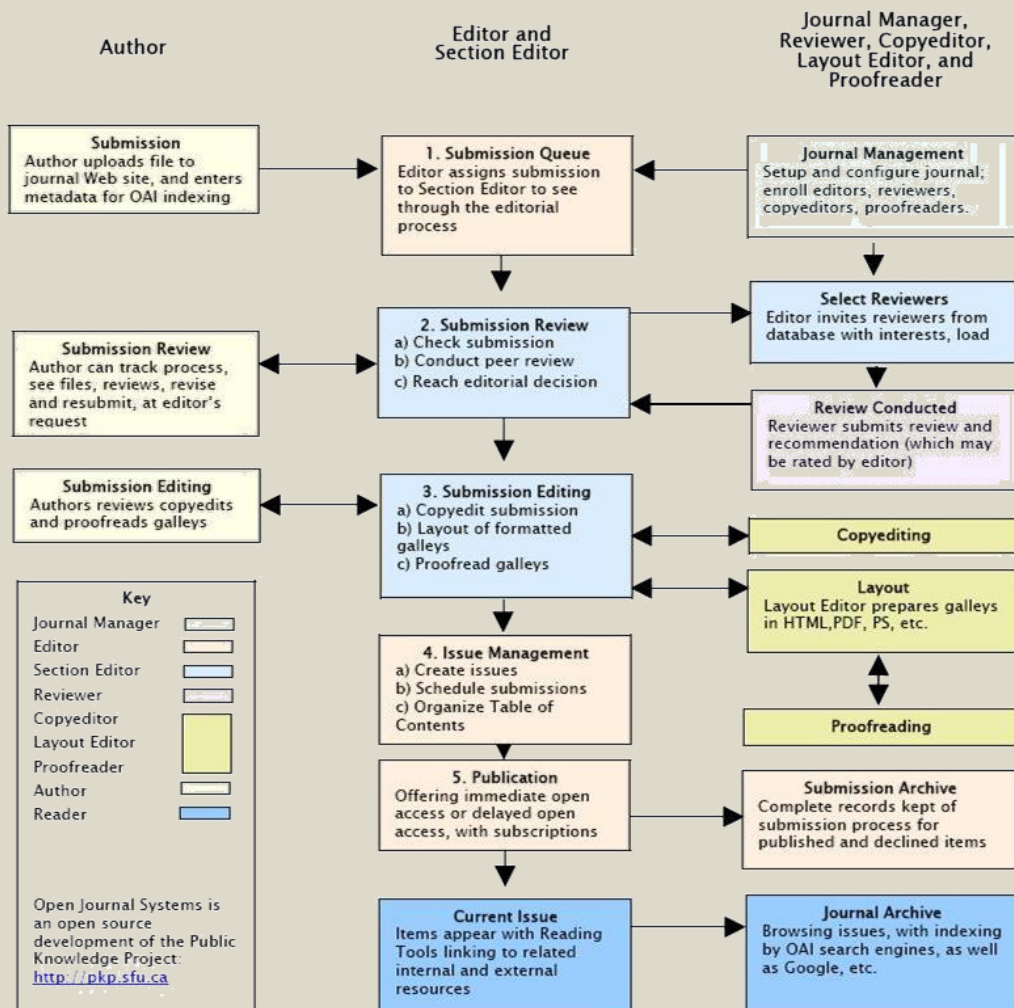 Author
Editor and
Section Editor
Journal Manager,
Reviewer, Copyeditor,
Layout Editor, and
Proofreader
Submission
Author uploads file to
journal Web site, and enters
metadata for OAI indexing
1. Submission Queue
Editor assigns submission
to Section Editor to see
through the editorial
process
Journal Management
Setup and configure journal;
enroll editors, reviewers,
copyeditors, proofreaders.
Submission Review
Author can track process,
see files, reviews, revise
and resubmit, at editor's
request
2. Submission Review
a) Check submission
b) Conduct peer review
c) Reach editorial decision
Select Reviewers
Editor invites reviewers from
database with interests, load
Review Conducted
Reviewer submits review and
recommendation (which may
be rated by editor)
Submission Editing
Authors reviews copyedits
and proofreads galleys
3. Submission Editing
a) Copyedit submission
b) Layout of formatted
galleys
c) Proofread galleys
Copyediting
Layout
Layout Editor prepares galleys
in HTML,PDF, PS, etc.
Proofreading
4. Issue Management
a) Create issues
b) Schedule submissions
c) Organize Table of
Contents
5. Publication
Offering immediate open
access or delayed open
access, with subscriptions
Submission Archive
Complete records kept of
submission process for
published and declined items
Current Issue
Items appear with Reading
Tools linking to related
internal and external
resources
Journal Archive
Browsing issues, with indexing
by OAI search engines, as well
as Google, etc.
Key
Journal Manager
Editor
Section Editor
Reviewer
Copyeditor
Layout Editor
Proofreader
Author
Reader
Open Journal Systems is
an open source
development of the Public
Knowledge Project:
http://pkp.sfu.ca